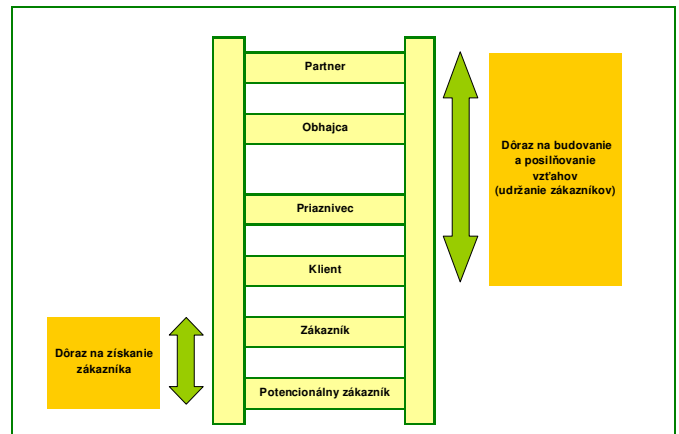 Partner
Obhajca
Priaznivec
Klient
Zákazník
Potencionálny zákazník
Dôraz na budovanie
a posilňovanie
vzťahov
(udržanie zákazníkov)
Dôraz na získanie
zákazníka